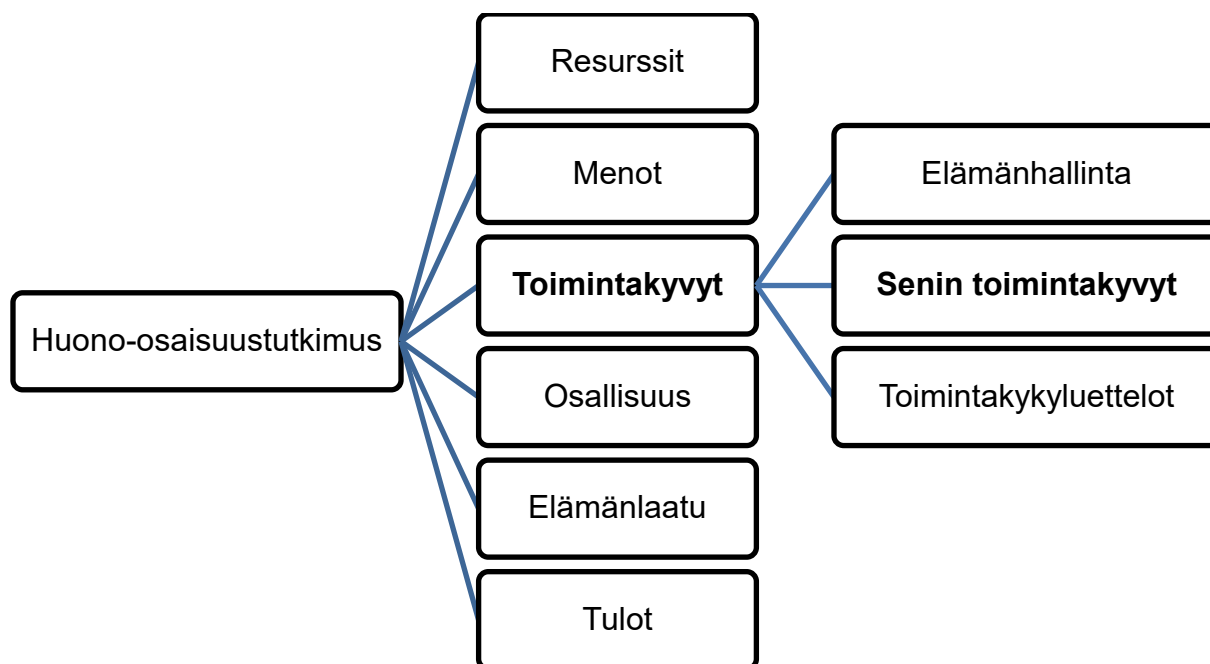 Huono-osaisuustutkimus
Resurssit
Menot
Toimintakyvyt
Osallisuus
Elämänlaatu
Tulot
Elämänhallinta
Senin toimintakyvyt
Toimintakykyluettelot